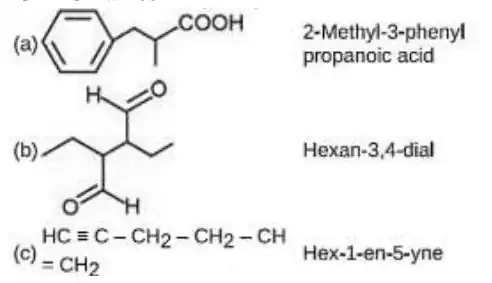 (a) COOH 2-Methyl-3-phenyl
propanoic acid
H O
(b) Hexan-3,4-dial
O H
HC ≡ C – CH2 – CH2 – CH
(c) = CH2 Hex-1-en-5-yne